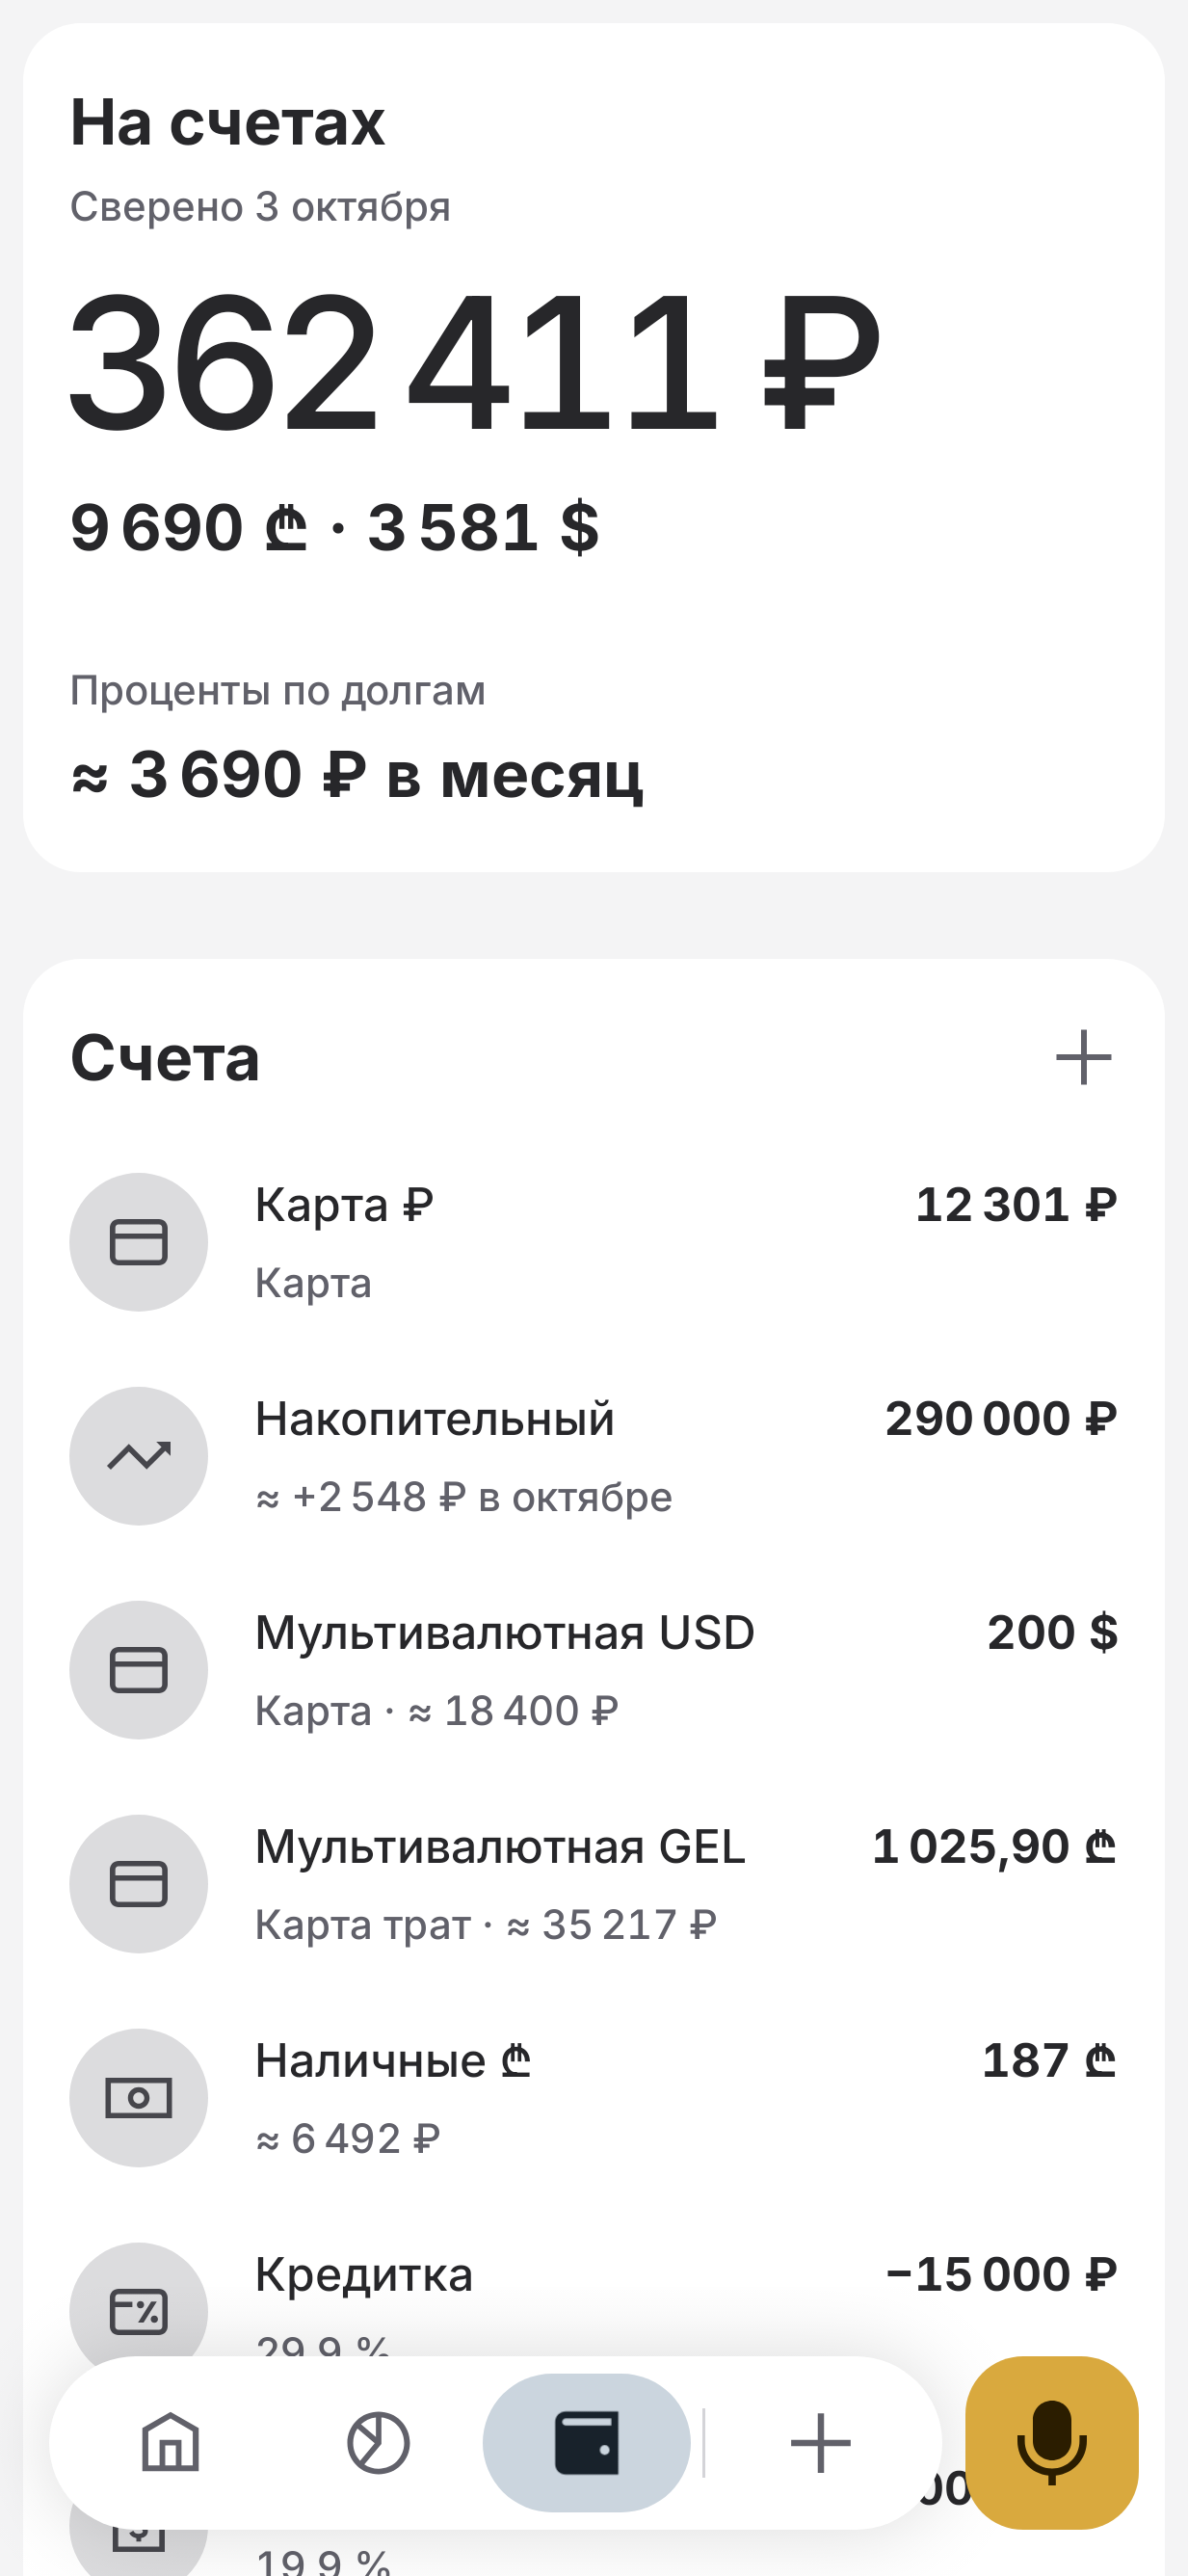 На счетах
Сверено 3 октября
362 411 ₽
9 690 ₾ · 3 581 $
Проценты по долгам
≈ 3 690 ₽ в месяц
Счета
Карта ₽
12 301 ₽
Карта
Накопительный
290 000 ₽
≈ +2 548 ₽ в октябре
Мультивалютная USD
200 $
Карта · ≈ 18 400 ₽
Мультивалютная GEL
1 025,90 ₾
Карта трат · ≈ 35 217 ₽
Наличные ₾
187 ₾
≈ 6 492 ₽
Кредитка
−15 000 ₽
29,9 %
19,9 %